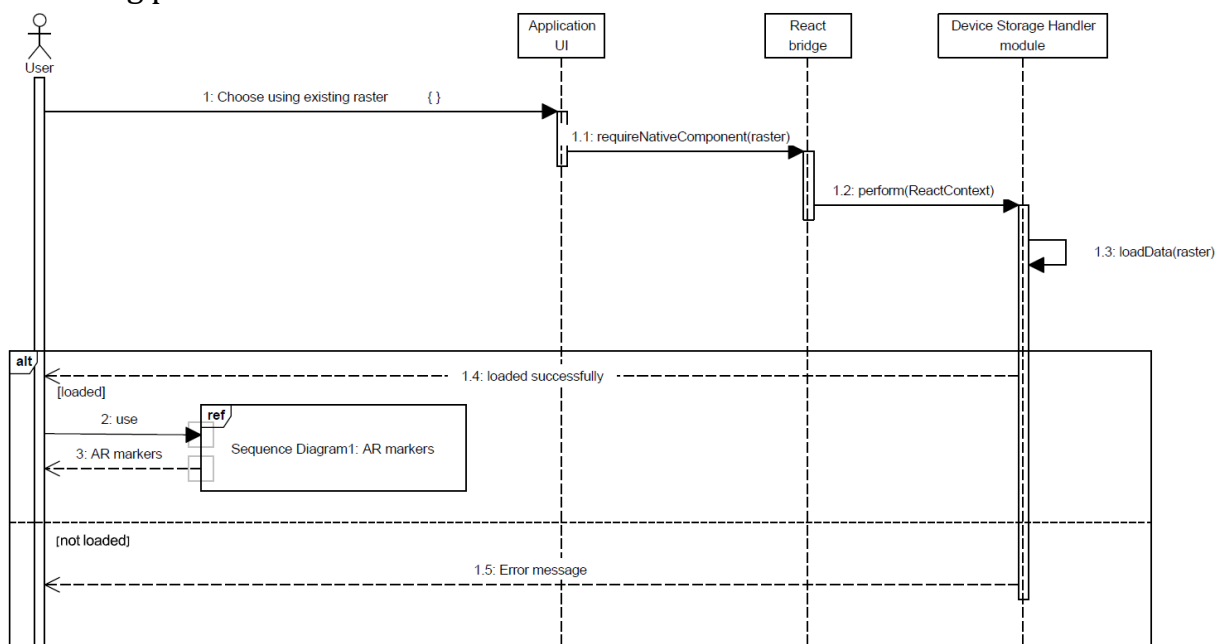 Application
UI
React
bridge
Device Storage Handler
module
User
1: Choose using existing raster { }
1.1: requireNativeComponent(raster)
1.2: perform(ReactContext)
1.3: loadData(raster)
alt
1.4: loaded successfully
[loaded]
ref
2: use
Sequence Diagram1: AR markers
3: AR markers
[not loaded]
1.5: Error message